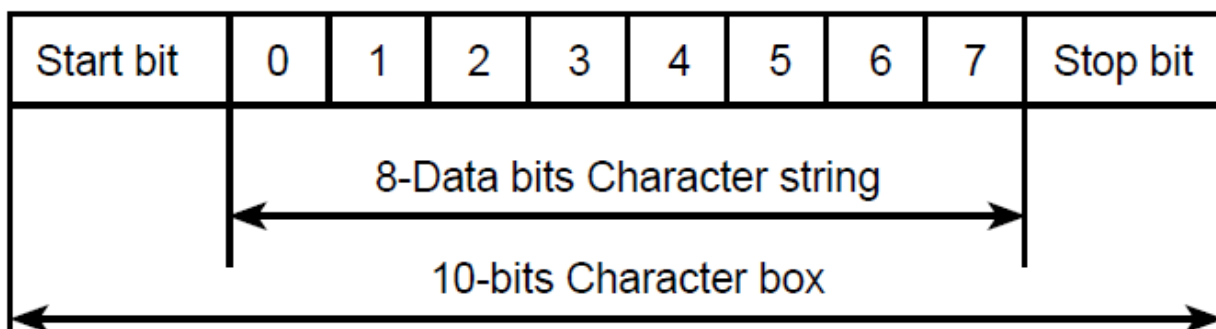 Start bit 0 1 2 3 4 5 6 7 Stop bit
8-Data bits Character string
10-bits Character box